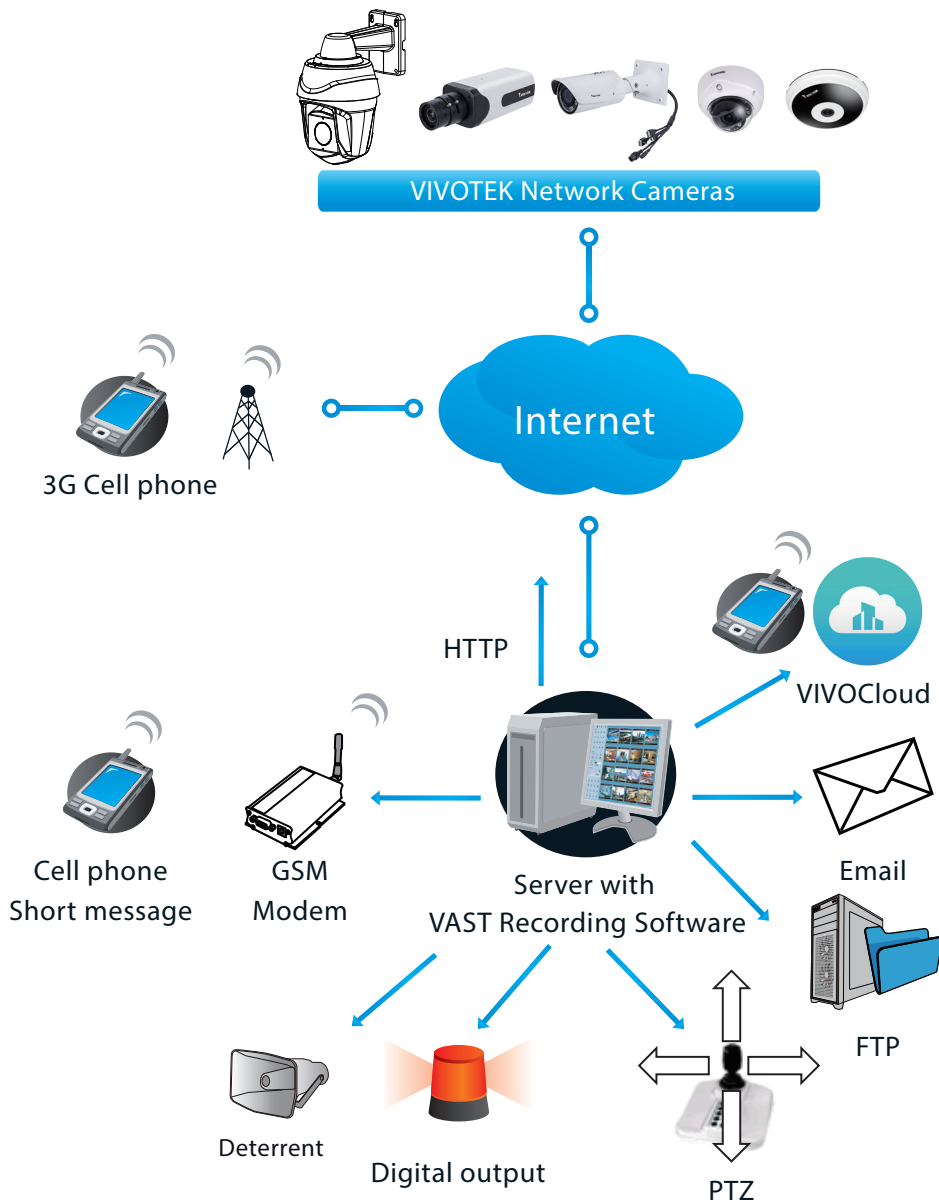 VIVOTEK Network Cameras
Internet
3G Cell phone
HTTP
VIVOCloud
Cell phone
Short message
GSM
Modem
Server with
VAST Recording Software
Email
FTP
Deterrent
Digital output
PTZ